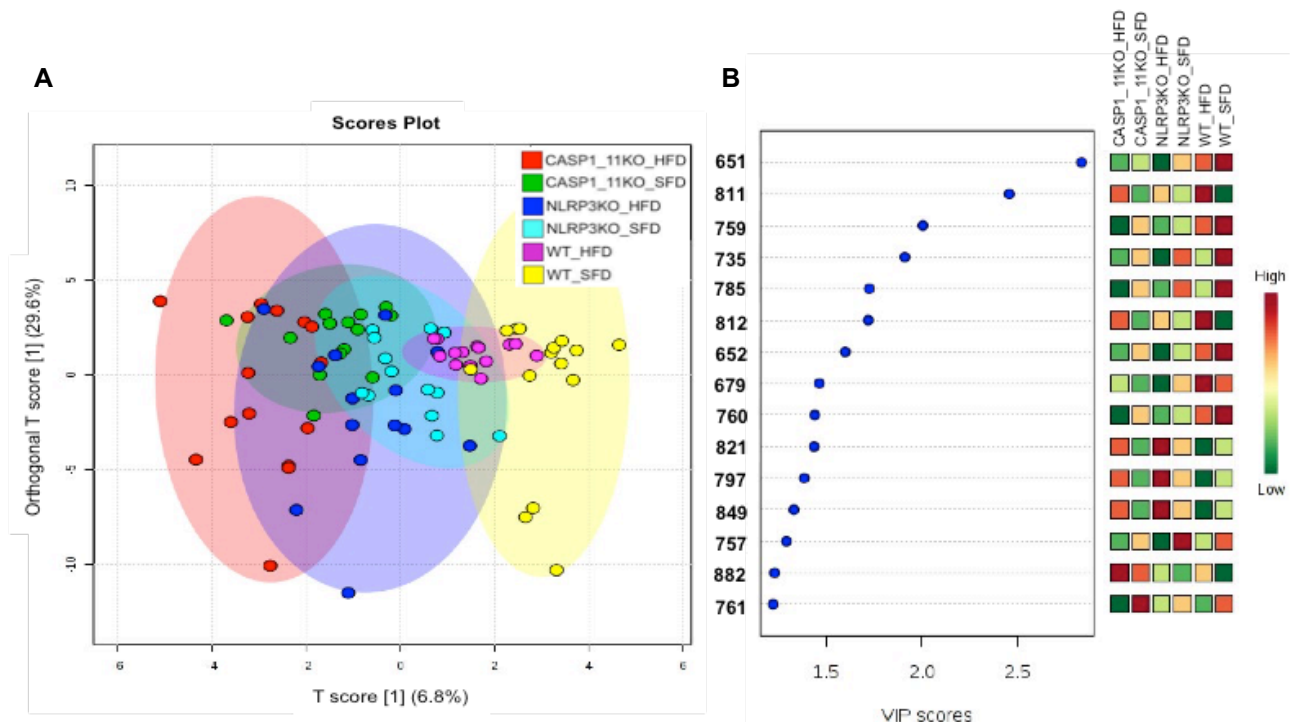 A
Scores Plot
CASP1_11KO_HFD
CASP1_11KO_SFD
NLRP3KO_HFD
NLRP3KO_SFD
WT_HFD
WT_SFD
Orthogonal T score [1] (29.6%)
10
5
0
-5
-10
6
4
2
0
2
4
6
T score [1] (6.8%)
B
CASP1_11KO_HFD
CASP1_11KO_SFD
NLRP3KO_HFD
NLRP3KO_SFD
WT_HFD
WT_SFD
651
811
759
735
785
812
652
679
760
821
797
849
757
882
761
1.5
2.0
2.5
VIP scores
High
Low